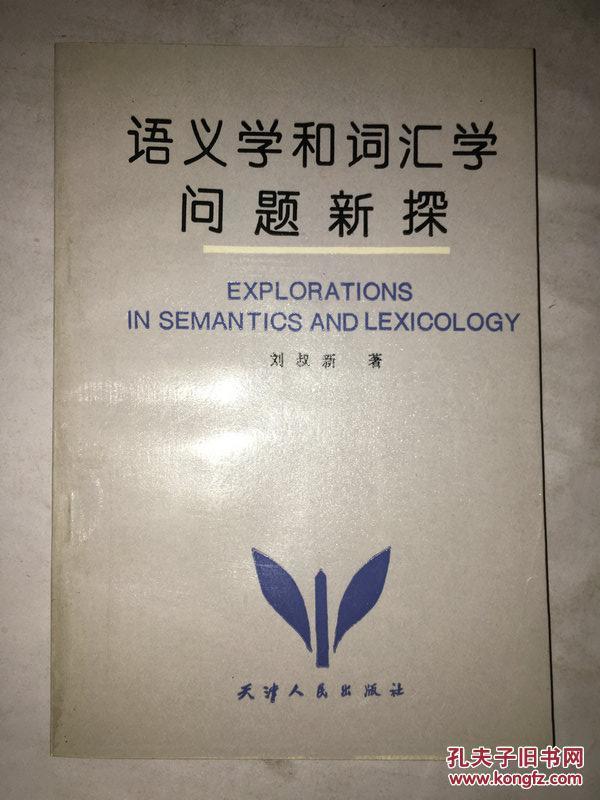 语义学和词汇学
问题新探
EXPLORATIONS
IN SEMANTICS AND LEXICOLOGY
刘叔新 著
天津人民出版社
孔夫子旧书网
www.kongfz.com